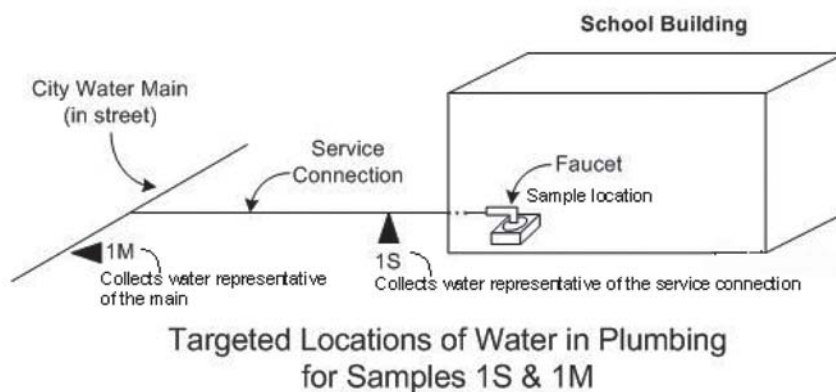 School Building
City Water Main
(in street)
Service
Connection
Faucet
Sample location
1M
Collects water representative
of the main
1S
Collects water representative of the service connection
Targeted Locations of Water in Plumbing
for Samples 1S & 1M